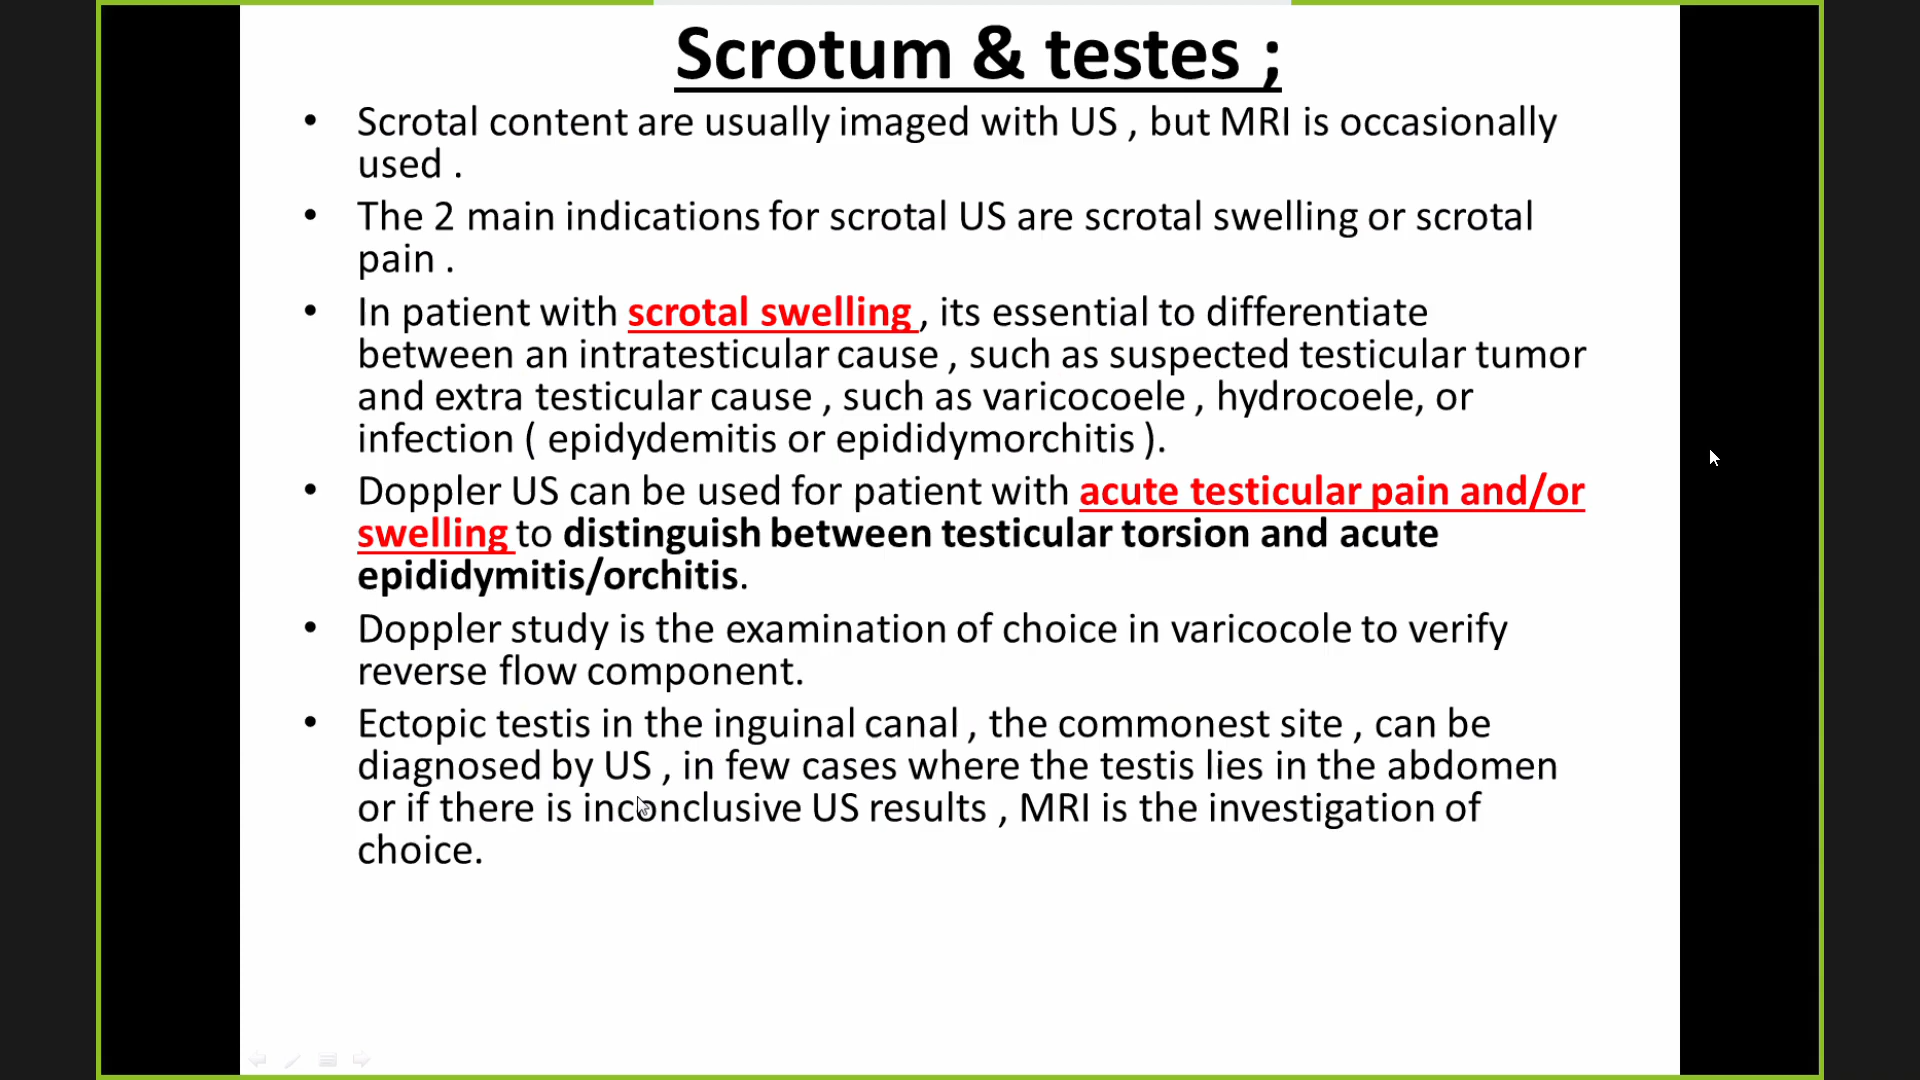 Scrotum & testes ;
• Scrotal content are usually imaged with US , but MRI is occasionally
used .
• The 2 main indications for scrotal US are scrotal swelling or scrotal
pain .
• In patient with scrotal swelling , its essential to differentiate
between an intratesticular cause , such as suspected testicular tumor
and extra testicular cause , such as varicocoele , hydrocoele, or
infection ( epidydemitis or epididymorchitis ).
• Doppler US can be used for patient with acute testicular pain and/or
swelling to distinguish between testicular torsion and acute
epididymitis/orchitis.
• Doppler study is the examination of choice in varicocole to verify
reverse flow component.
• Ectopic testis in the inguinal canal , the commonest site , can be
diagnosed by US , in few cases where the testis lies in the abdomen
or if there is inconclusive US results , MRI is the investigation of
choice.